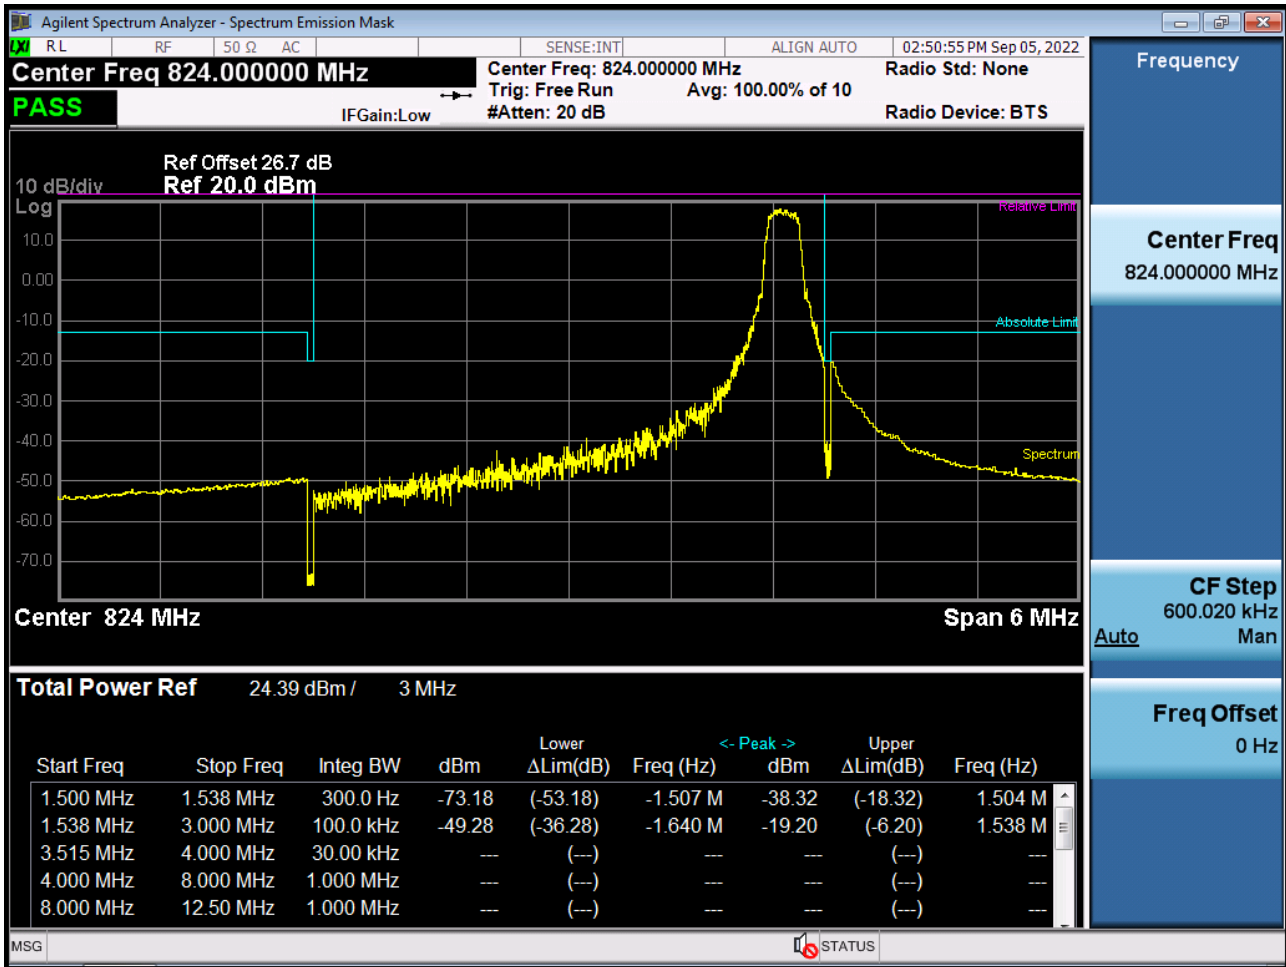 Agilent Spectrum Analyzer - Spectrum Emission Mask
LXI RL RF 50 Ω AC SENSE:INT ALIGN AUTO 02:50:55 PM Sep 05, 2022
Center Freq 824.000000 MHz
Center Freq: 824.000000 MHz
Radio Std: None
Trig: Free Run Avg: 100.00% of 10
PASS
IFGain:Low
#Atten: 20 dB
Radio Device: BTS
Ref Offset 26.7 dB
10 dB/div Ref 20.0 dBm
Log
Relative Limit
10.0
0.00
-10.0
Absolute Limit
-20.0
-30.0
-40.0
Spectrum
-50.0
-60.0
-70.0
Center 824 MHz Span 6 MHz
Total Power Ref 24.39 dBm / 3 MHz
Lower <- Peak -> Upper
Start Freq Stop Freq Integ BW dBm ΔLim(dB) Freq (Hz) dBm ΔLim(dB) Freq (Hz)
1.500 MHz 1.538 MHz 300.0 Hz -73.18 (-53.18) -1.507 M -38.32 (-18.32) 1.504 M
1.538 MHz 3.000 MHz 100.0 kHz -49.28 (-36.28) -1.640 M -19.20 (-6.20) 1.538 M
3.515 MHz 4.000 MHz 30.00 kHz --- (---) --- --- (---) ---
4.000 MHz 8.000 MHz 1.000 MHz --- (---) --- --- (---) ---
8.000 MHz 12.50 MHz 1.000 MHz --- (---) --- --- (---) ---
MSG STATUS
Frequency
Center Freq
824.000000 MHz
CF Step
600.020 kHz
Auto Man
Freq Offset
0 Hz